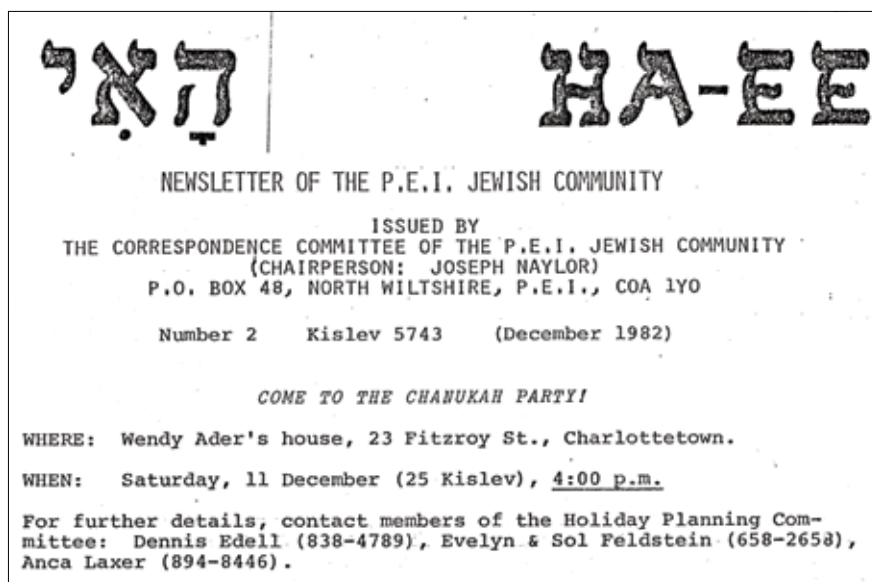 הָאִי HA-EE
NEWSLETTER OF THE P.E.I. JEWISH COMMUNITY
ISSUED BY
THE CORRESPONDENCE COMMITTEE OF THE P.E.I. JEWISH COMMUNITY
(CHAIRPERSON: JOSEPH NAYLOR)
P.O. BOX 48, NORTH WILTSHIRE, P.E.I., COA 1YO
Number 2 Kislev 5743 (December 1982)
COME TO THE CHANUKAH PARTY!
WHERE: Wendy Ader's house, 23 Fitzroy St., Charlottetown.
WHEN: Saturday, 11 December (25 Kislev), 4:00 p.m.
For further details, contact members of the Holiday Planning Com-
mittee: Dennis Edell (838-4789), Evelyn & Sol Feldstein (658-2658),
Anca Laxer (894-8446).